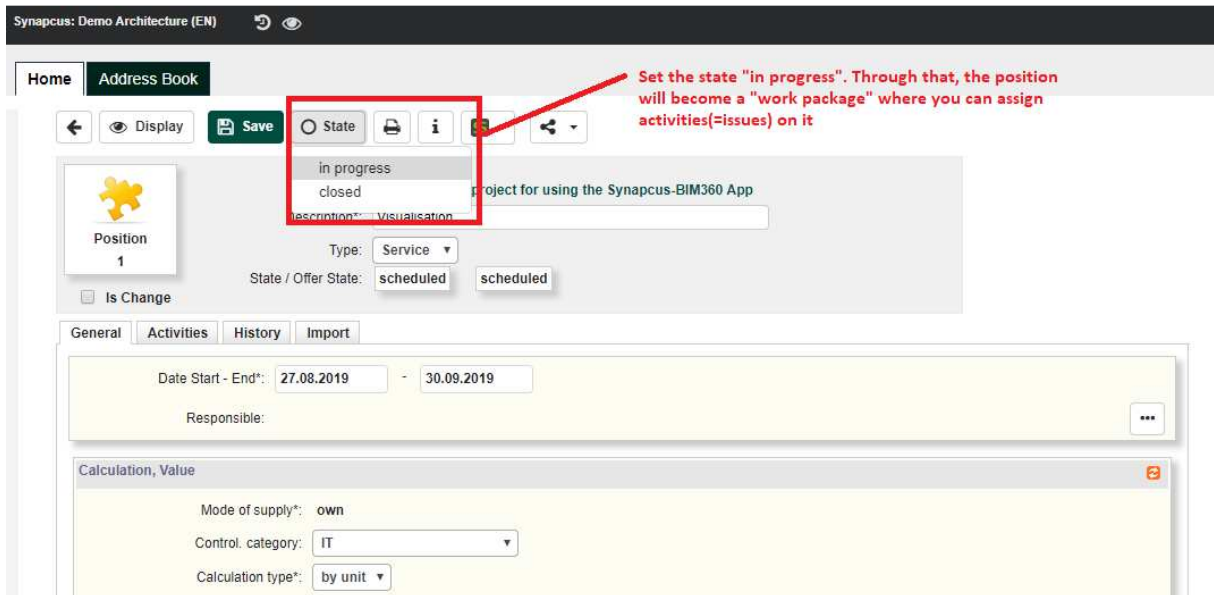 Synapcus: Demo Architecture (EN)
Home
Address Book
Set the state "in progress". Through that, the position
will become a "work package" where you can assign
activities(=issues) on it
Display
Save
State
i
in progress
closed
project for using the Synapcus-BIM360 App
Description*: Visualisation
Position
1
Type: Service
State / Offer State: scheduled scheduled
Is Change
General Activities History Import
Date Start - End*: 27.08.2019 - 30.09.2019
Responsible:
Calculation, Value
Mode of supply*: own
Control. category: IT
Calculation type*: by unit